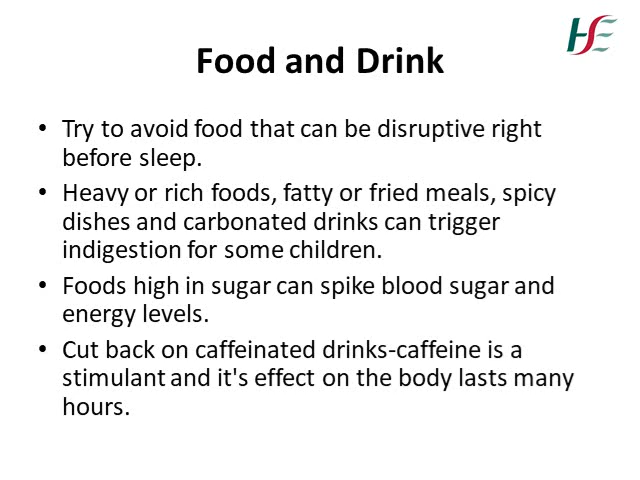 HSE
Food and Drink
• Try to avoid food that can be disruptive right
before sleep.
• Heavy or rich foods, fatty or fried meals, spicy
dishes and carbonated drinks can trigger
indigestion for some children.
• Foods high in sugar can spike blood sugar and
energy levels.
• Cut back on caffeinated drinks-caffeine is a
stimulant and it's effect on the body lasts many
hours.